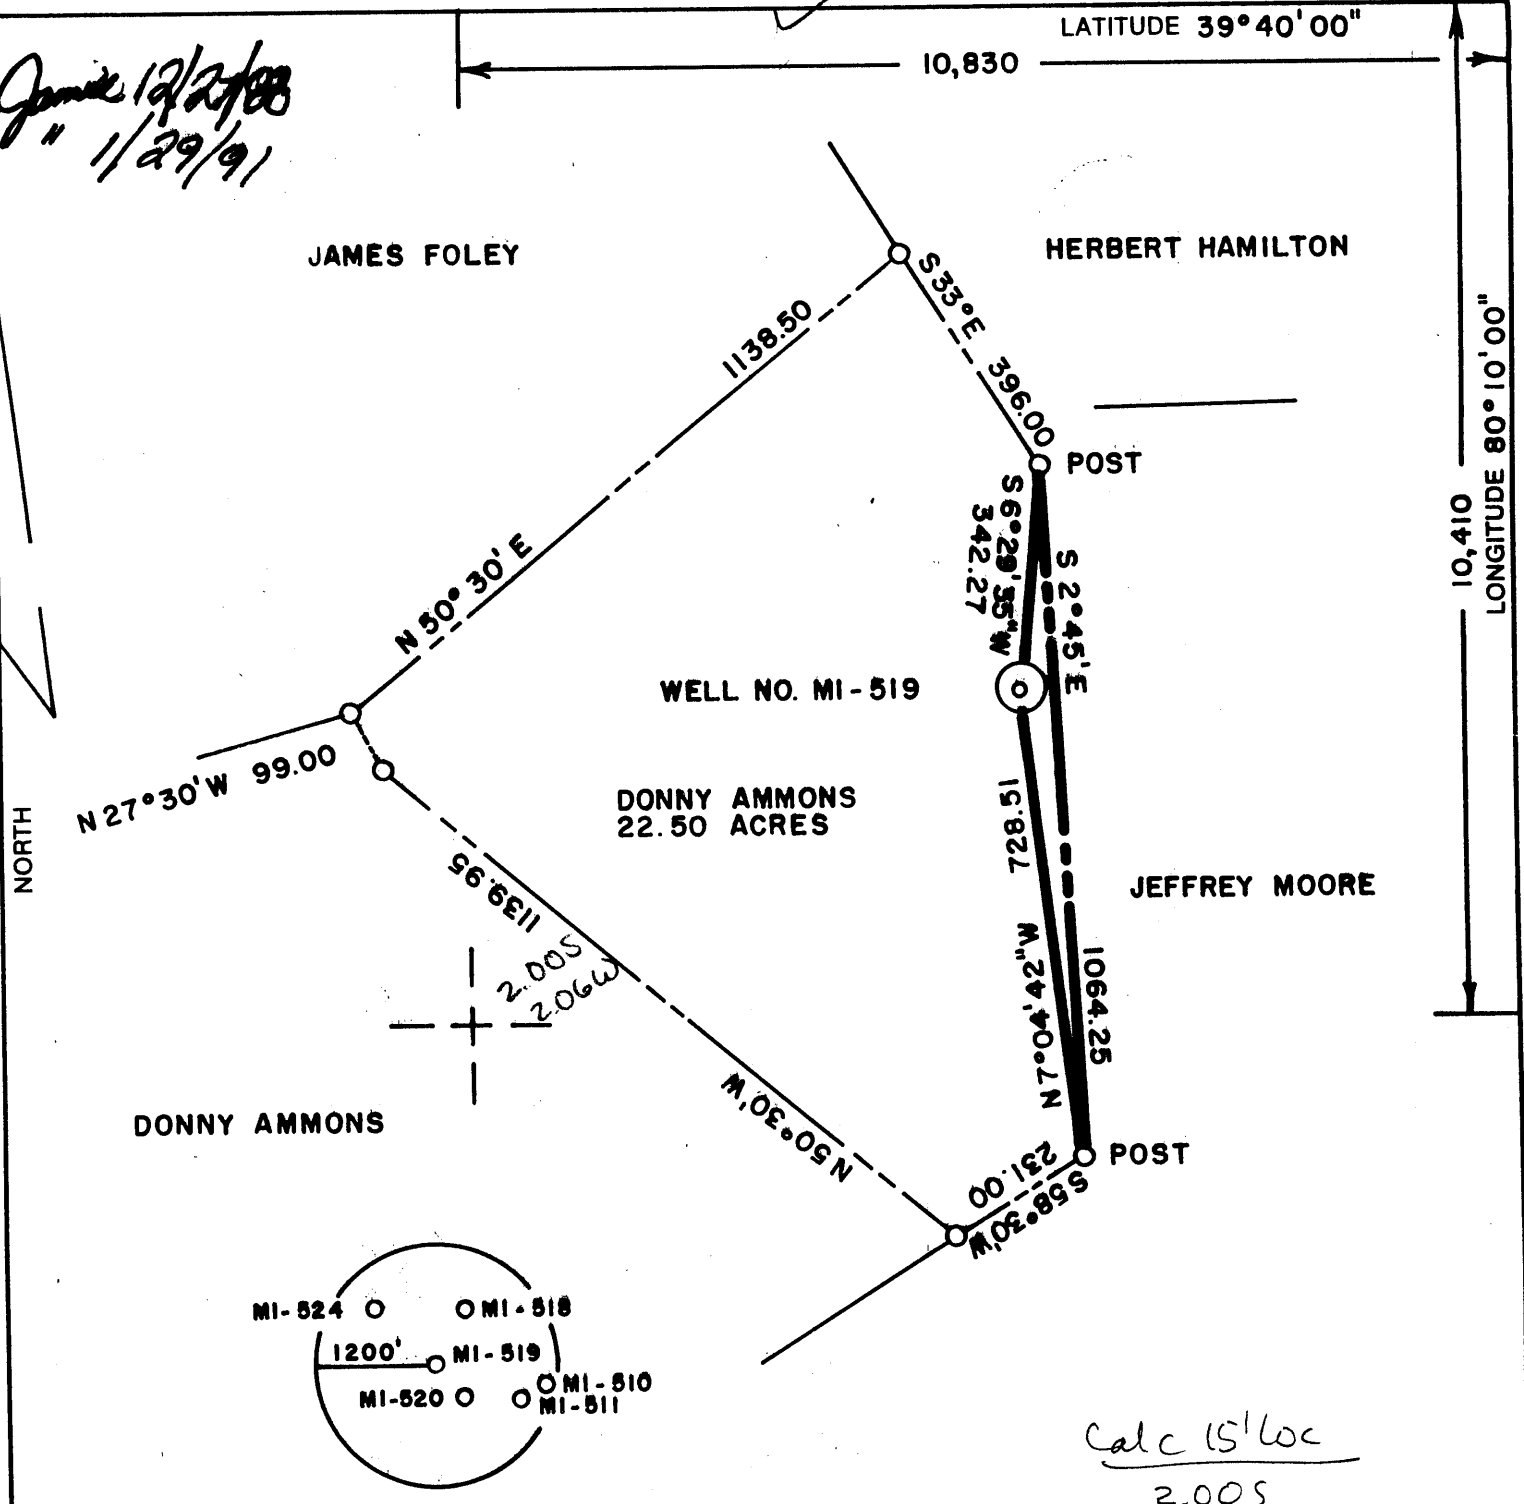 LATITUDE 39°40'00"
10,830
Jamie 12/27/88
" 1/29/91
JAMES FOLEY
HERBERT HAMILTON
S 33° E 396.00
1138.50
N 50° 30' E
POST
10,410
LONGITUDE 80° 10' 00"
S 6° 29' 35" W
342.27
S 2° 45' E
1064.25
WELL NO. MI-519
N 27° 30' W 99.00
DONNY AMMONS
22.50 ACRES
NORTH
728.51
N 7° 04' 42" W
JEFFREY MOORE
1139.95
N 50° 30' W
2.00S
2.06W
DONNY AMMONS
POST
231.00
S 58° 30' W
MI-524
MI-518
1200'
MI-519
MI-510
MI-520
MI-511
Calc 15' Loc
2.00S